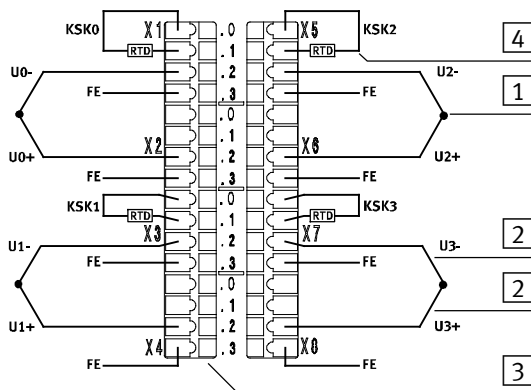 KSK0 X1 .0 X5 KSK2
RTD .1 RTD 4
U0- .2 U2- 1
FE .3 FE
.0
.1
U0+ X2 .2 X6 U2+
FE .3 FE
KSK1 .0 KSK3
RTD .1 RTD
U1- X3 .2 X7 U3- 2
FE .3 FE
.0 2
.1
U1+ .2 U3+
FE X4 .3 X8 FE 3